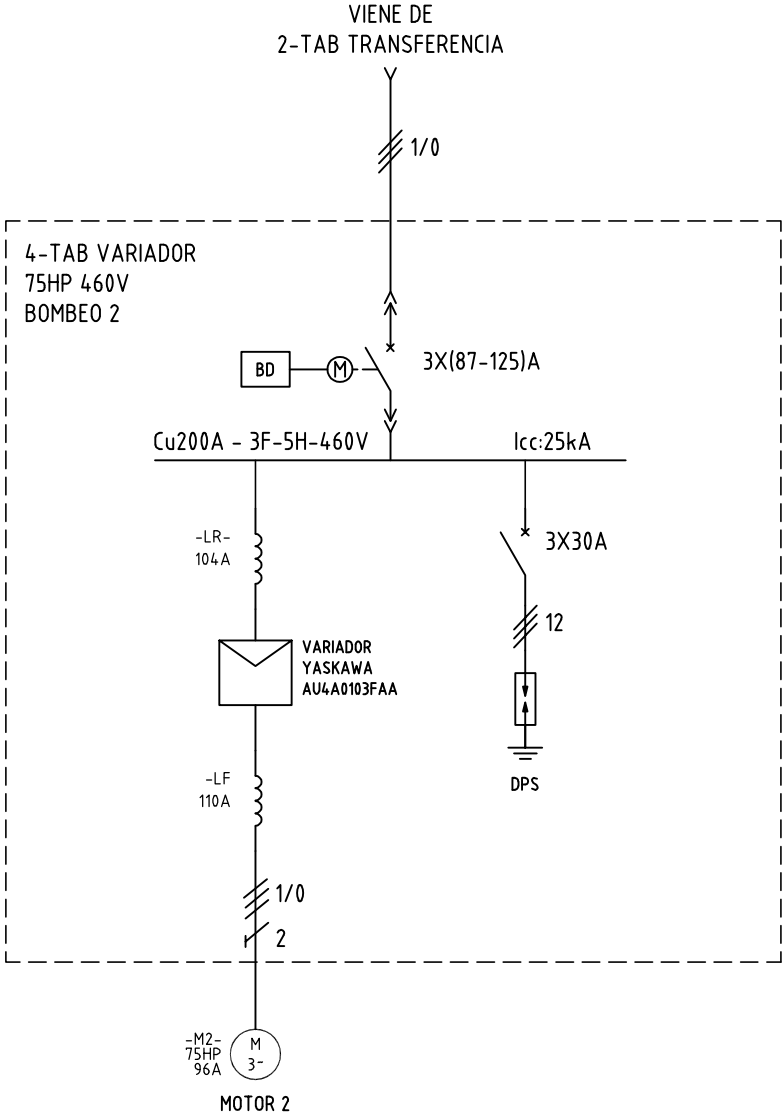 VIENE DE
2-TAB TRANSFERENCIA
1/0
4-TAB VARIADOR
75HP 460V
BOMBEO 2
BD
M
3X(87-125)A
Cu200A - 3F-5H-460V
Icc:25kA
-LR-
104A
3X30A
12
VARIADOR
YASKAWA
AU4A0103FAA
-LF
110A
DPS
1/0
2
-M2-
75HP
96A
M
3~
MOTOR 2